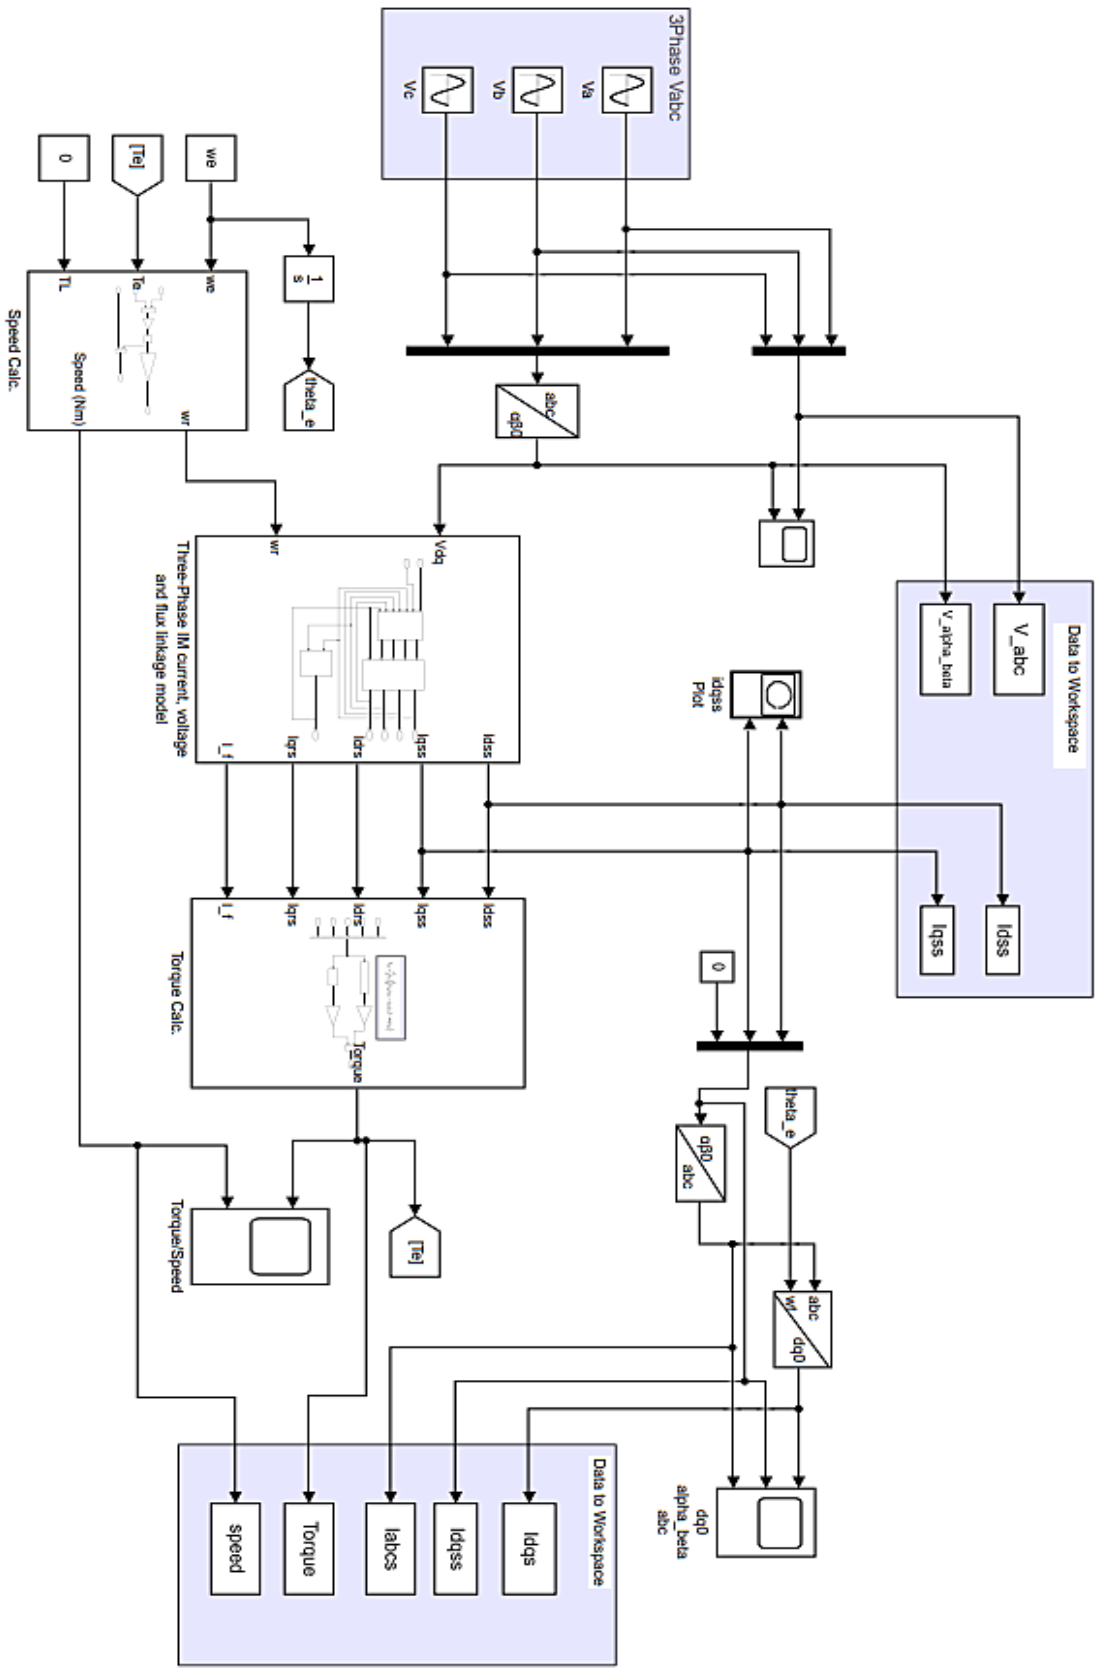 3Phase Vabc
Va
Vb
Vc
we
[Te]
0
1
s
theta_e
we
Te
TL
wr
Speed (Nm)
Speed Calc.
abc
αβ0
Data to Workspace
V_abc
V_alpha_beta
Idss
Iqss
Vdq
wr
Idss
Iqss
Idrs
Iqrs
I_f
Three-Phase IM current, voltage
and flux linkage model
idqss
Plot
Idss
Iqss
Idrs
Iqrs
I_f
Torque
Torque Calc.
0
theta_e
αβ0
abc
abc
wt
dq0
[Te]
Torque/Speed
dq0
alpha_beta
abc
Data to Workspace
Idqs
Idqss
Iabcs
Torque
speed